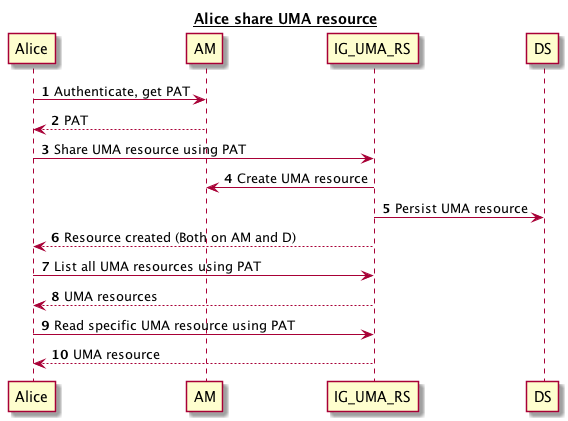 Alice share UMA resource
Alice AM IG_UMA_RS DS
1 Authenticate, get PAT
2 PAT
3 Share UMA resource using PAT
4 Create UMA resource
5 Persist UMA resource
6 Resource created (Both on AM and D)
7 List all UMA resources using PAT
8 UMA resources
9 Read specific UMA resource using PAT
10 UMA resource
Alice AM IG_UMA_RS DS